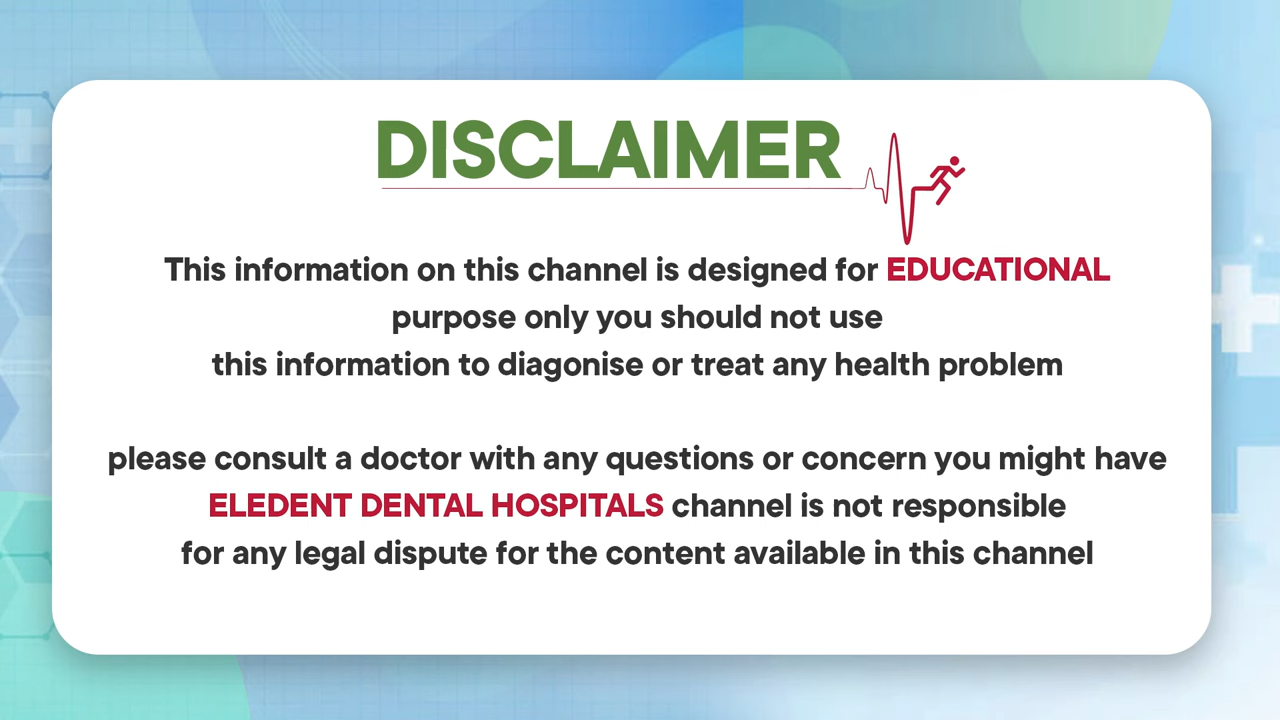 DISCLAIMER
This information on this channel is designed for EDUCATIONAL
purpose only you should not use
this information to diagonise or treat any health problem
please consult a doctor with any questions or concern you might have
ELEDENT DENTAL HOSPITALS channel is not responsible
for any legal dispute for the content available in this channel